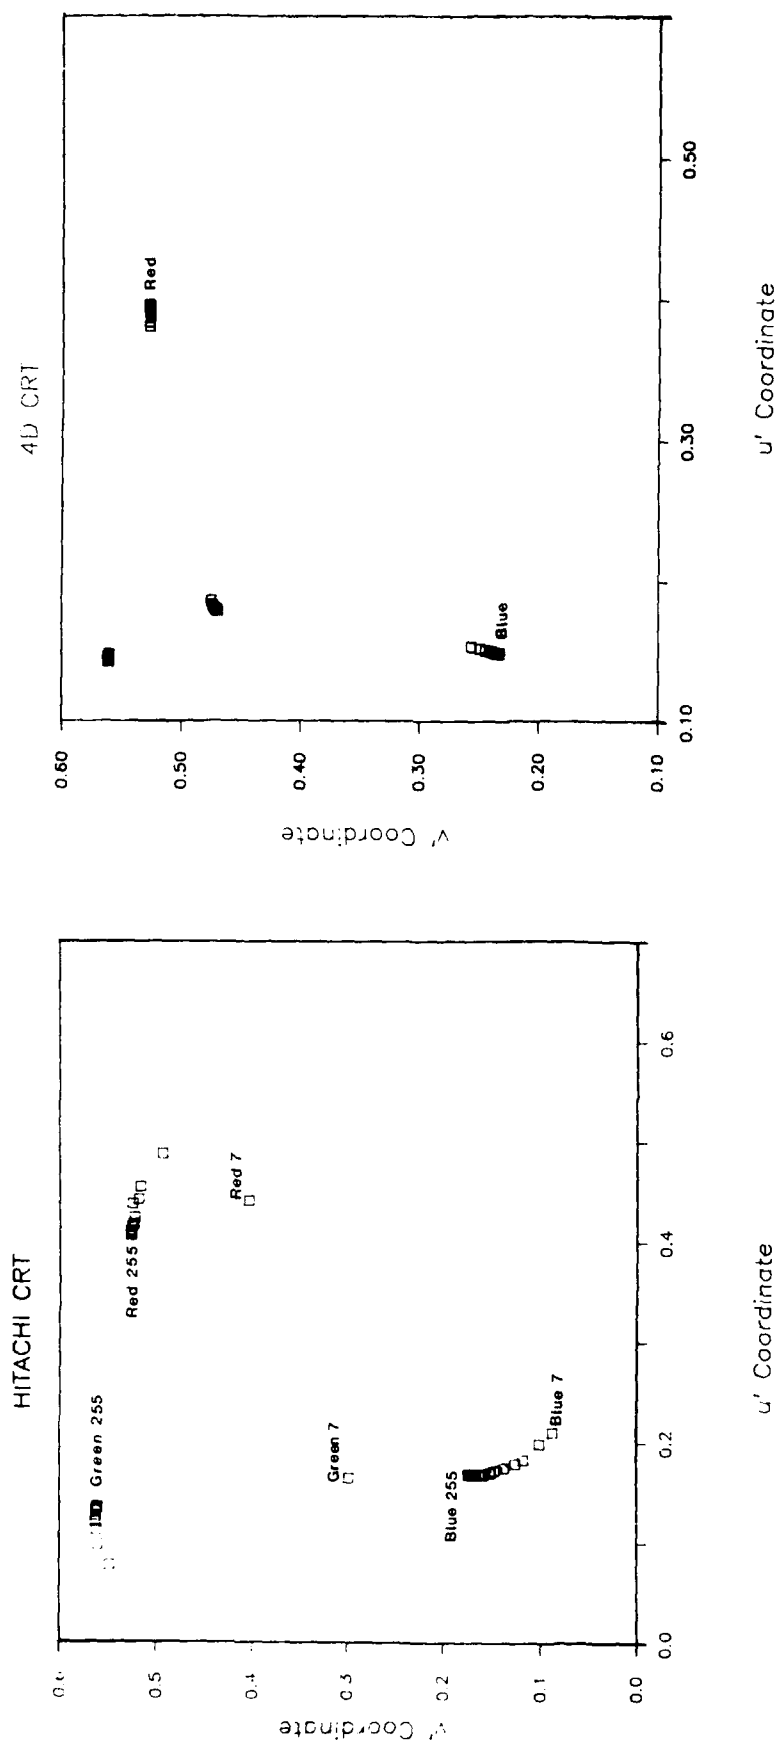 HITACHI CRT
v' Coordinate
0.5
0.4
0.3
0.2
0.1
0.0
Green 255
Red 255
Red 7
Green 7
Blue 255
Blue 7
0.0
0.2
0.4
0.6
u' Coordinate
4D CRT
v' Coordinate
0.60
0.50
0.40
0.30
0.20
0.10
Red
Blue
0.10
0.30
0.50
u' Coordinate